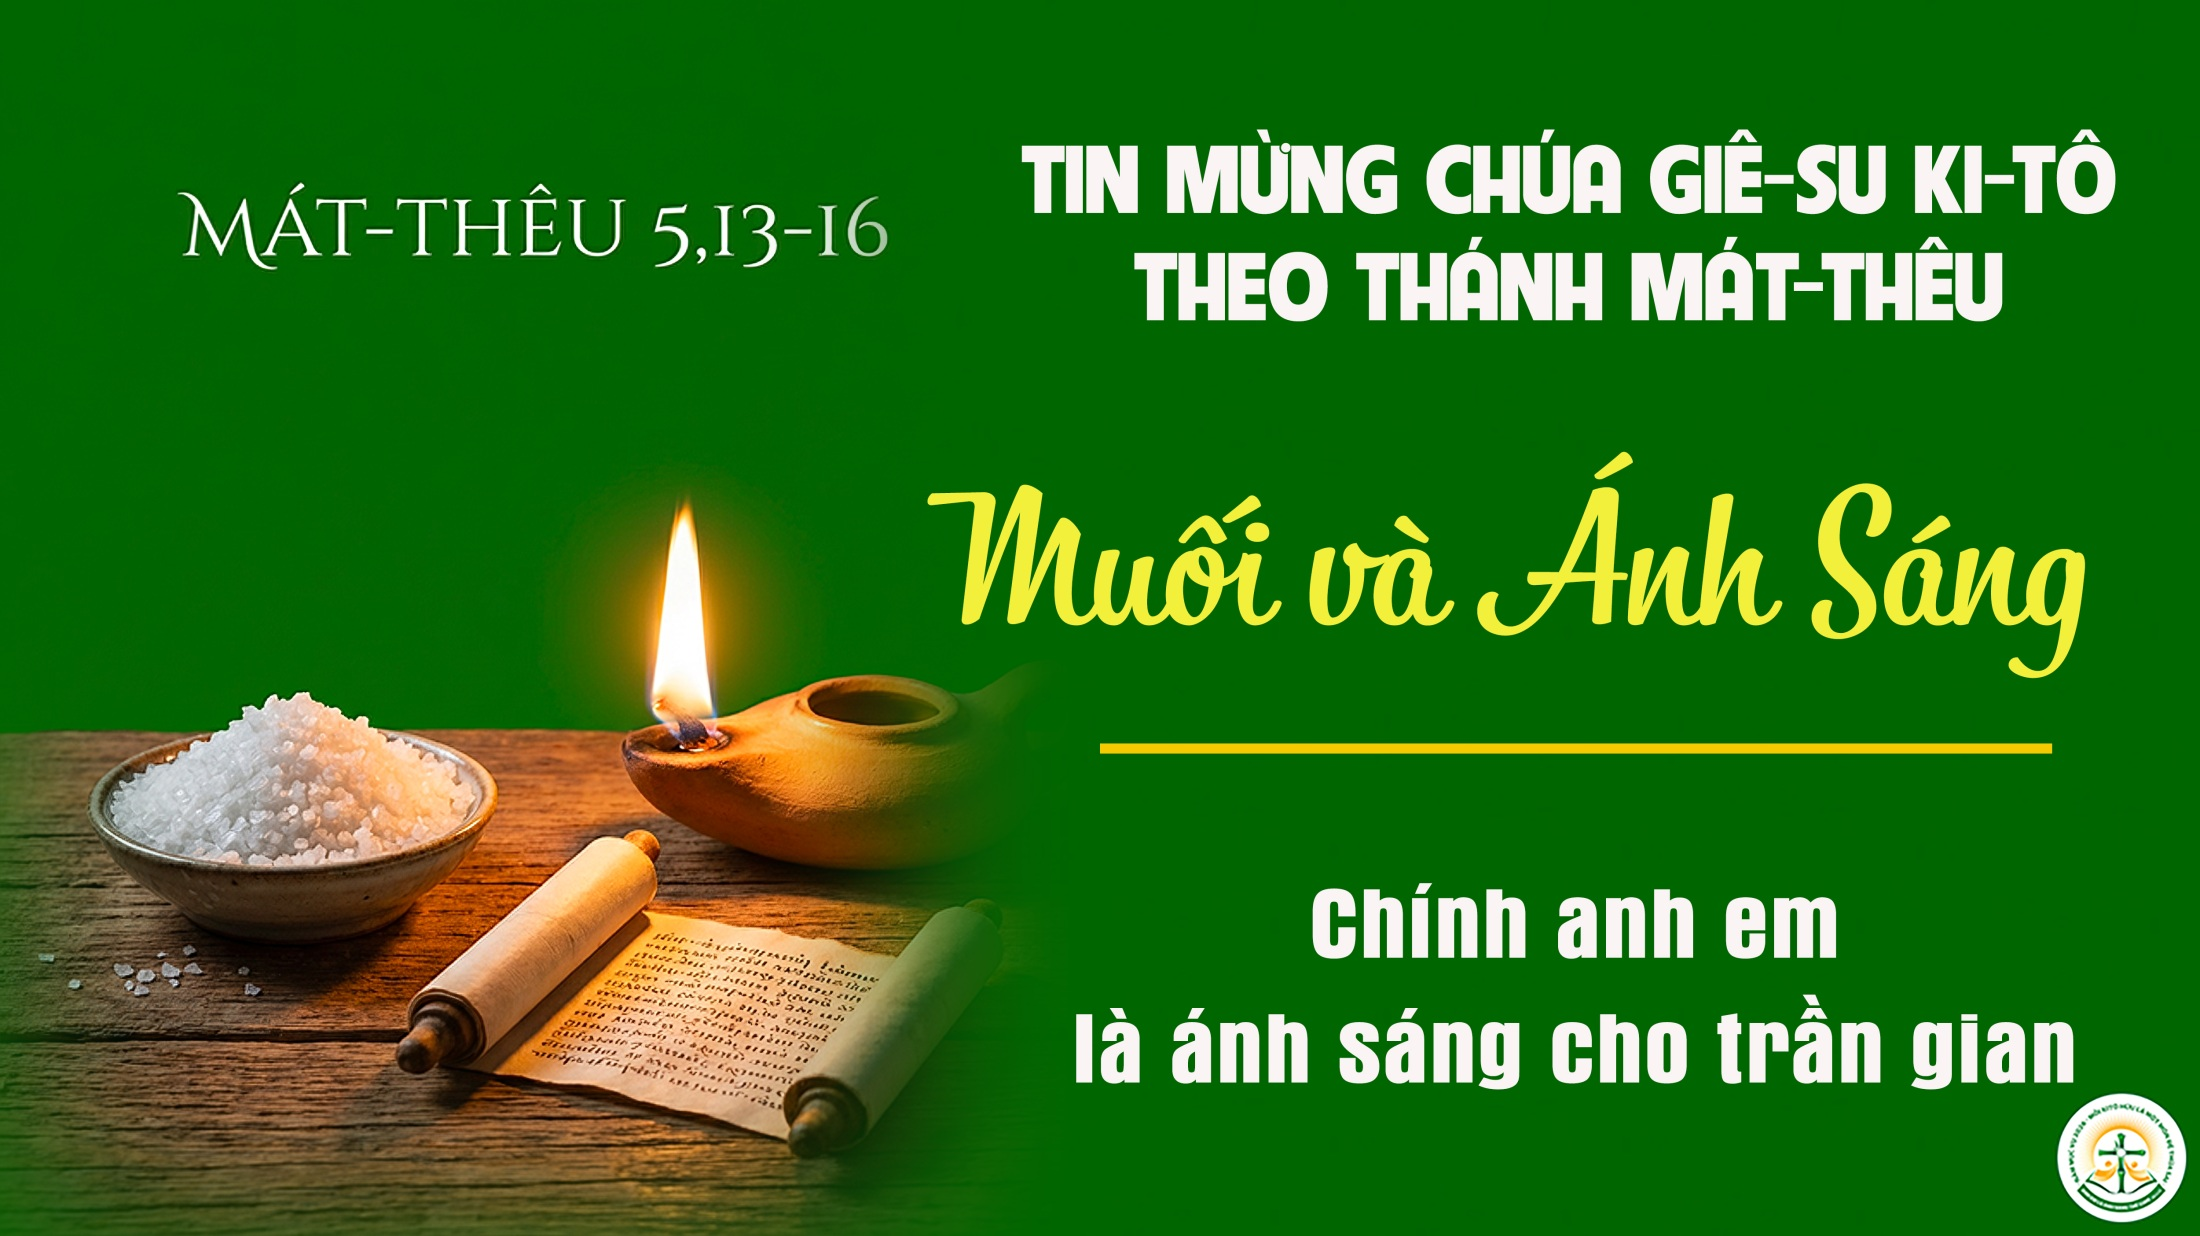 MÁT-THÊU 5,13-16
TIN MỪNG CHÚA GIÊ-SU KI-TÔ
THEO THÁNH MÁT-THÊU
Muối và Ánh Sáng
Chính anh em
là ánh sáng cho trần gian